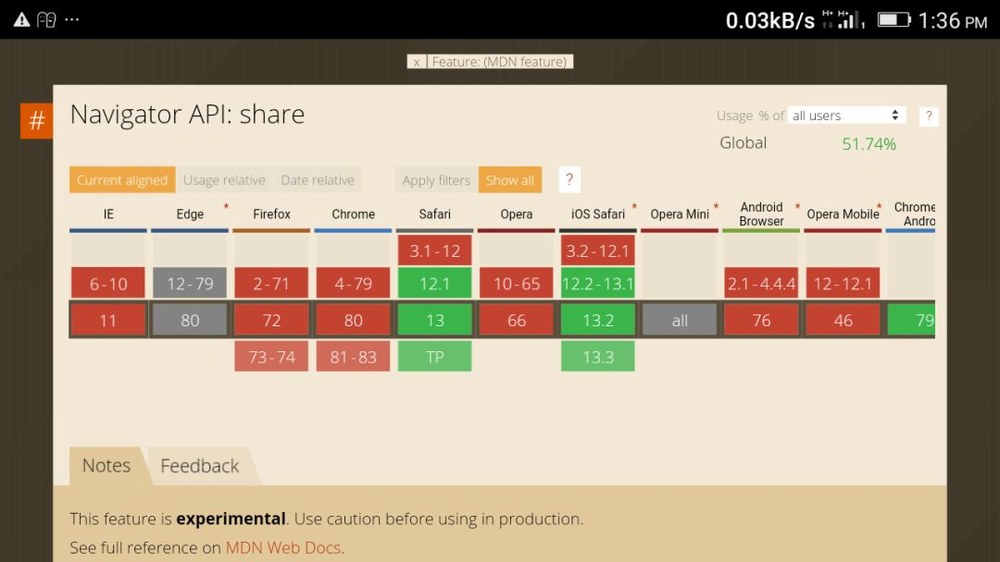 0.03kB/s 1:36 PM
x Feature: (MDN feature)
# Navigator API: share
Usage % of all users ?
Global 51.74%
Current aligned Usage relative Date relative Apply filters Show all ?
IE Edge * Firefox Chrome Safari Opera iOS Safari * Opera Mini * Android Browser * Opera Mobile * Chrome Andro
3.1-12 3.2-12.1
6-10 12-79 2-71 4-79 12.1 10-65 12.2-13.1 2.1-4.4.4 12-12.1
11 80 72 80 13 66 13.2 all 76 46 79
73-74 81-83 TP 13.3
Notes Feedback
This feature is experimental. Use caution before using in production.
See full reference on MDN Web Docs.